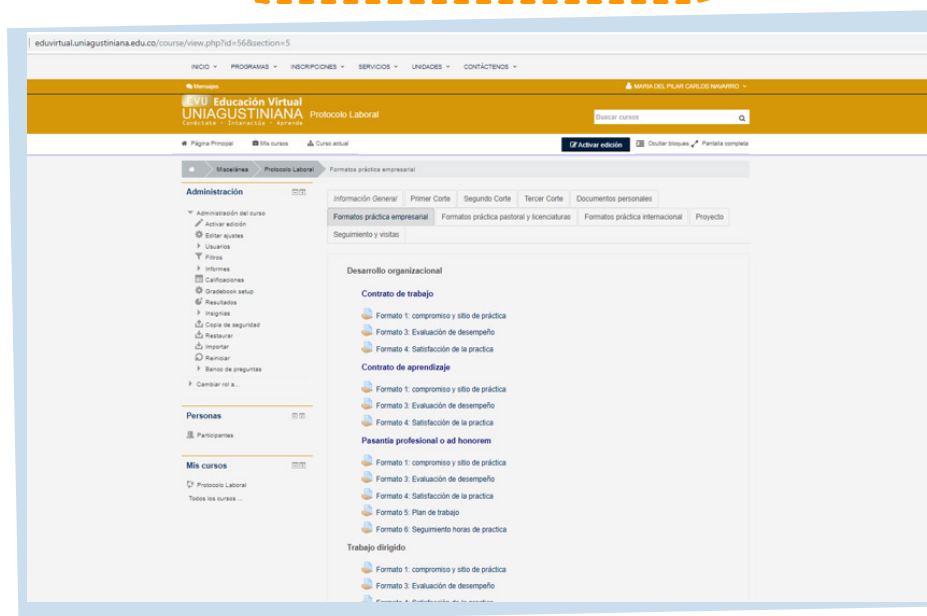 eduvirtual.uniagustiniana.edu.co/course/view.php?id=56&section=5
INICIO PROGRAMAS INSCRIPCIONES SERVICIOS UNIDADES CONTÁCTENOS
Mensajes MARIA DEL PILAR CARLOS NAVARRO
EVU Educación Virtual
UNIAGUSTINIANA Protocolo Laboral
Conéctate - Interactúa - Aprende
Buscar cursos
Página Principal Mis cursos Curso actual Activar edición Ocultar bloques Pantalla completa
Miscelánea Protocolo Laboral Formatos práctica empresarial
Administración
Administración del curso
Activar edición
Editar ajustes
Usuarios
Filtros
Informes
Calificaciones
Gradebook setup
Resultados
Insignias
Copia de seguridad
Restaurar
Importar
Reiniciar
Banco de preguntas
Cambiar rol a...
Personas
Participantes
Mis cursos
Protocolo Laboral
Todos los cursos ...
Información General Primer Corte Segundo Corte Tercer Corte Documentos personales
Formatos práctica empresarial Formatos práctica pastoral y licenciaturas Formatos práctica internacional Proyecto
Seguimiento y visitas
Desarrollo organizacional
Contrato de trabajo
Formato 1: compromiso y sitio de práctica
Formato 3: Evaluación de desempeño
Formato 4: Satisfacción de la practica
Contrato de aprendizaje
Formato 1: compromiso y sitio de práctica
Formato 3: Evaluación de desempeño
Formato 4: Satisfacción de la practica
Pasantía profesional o ad honorem
Formato 1: compromiso y sitio de práctica
Formato 3: Evaluación de desempeño
Formato 4: Satisfacción de la practica
Formato 5: Plan de trabajo
Formato 6: Seguimiento horas de practica
Trabajo dirigido
Formato 1: compromiso y sitio de práctica
Formato 3: Evaluación de desempeño
Formato 4: Satisfacción de la practica